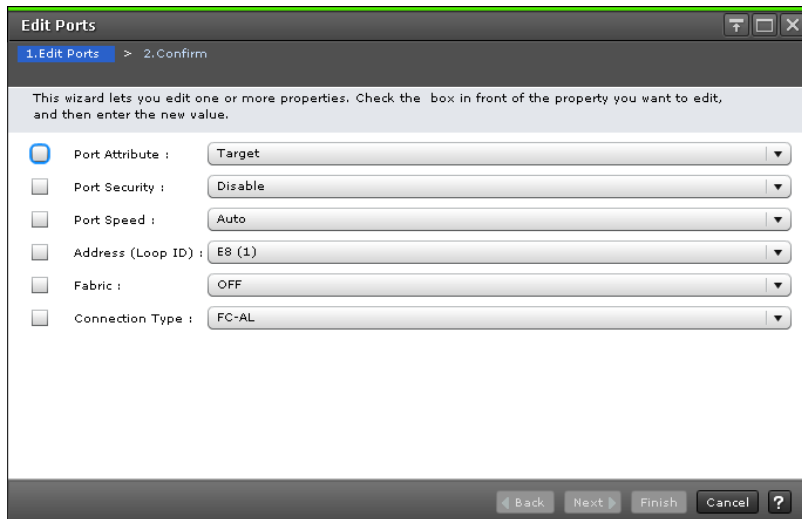 Edit Ports
1.Edit Ports > 2.Confirm
This wizard lets you edit one or more properties. Check the box in front of the property you want to edit,
and then enter the new value.
Port Attribute : Target
Port Security : Disable
Port Speed : Auto
Address (Loop ID) : E8 (1)
Fabric : OFF
Connection Type : FC-AL
Back Next Finish Cancel ?